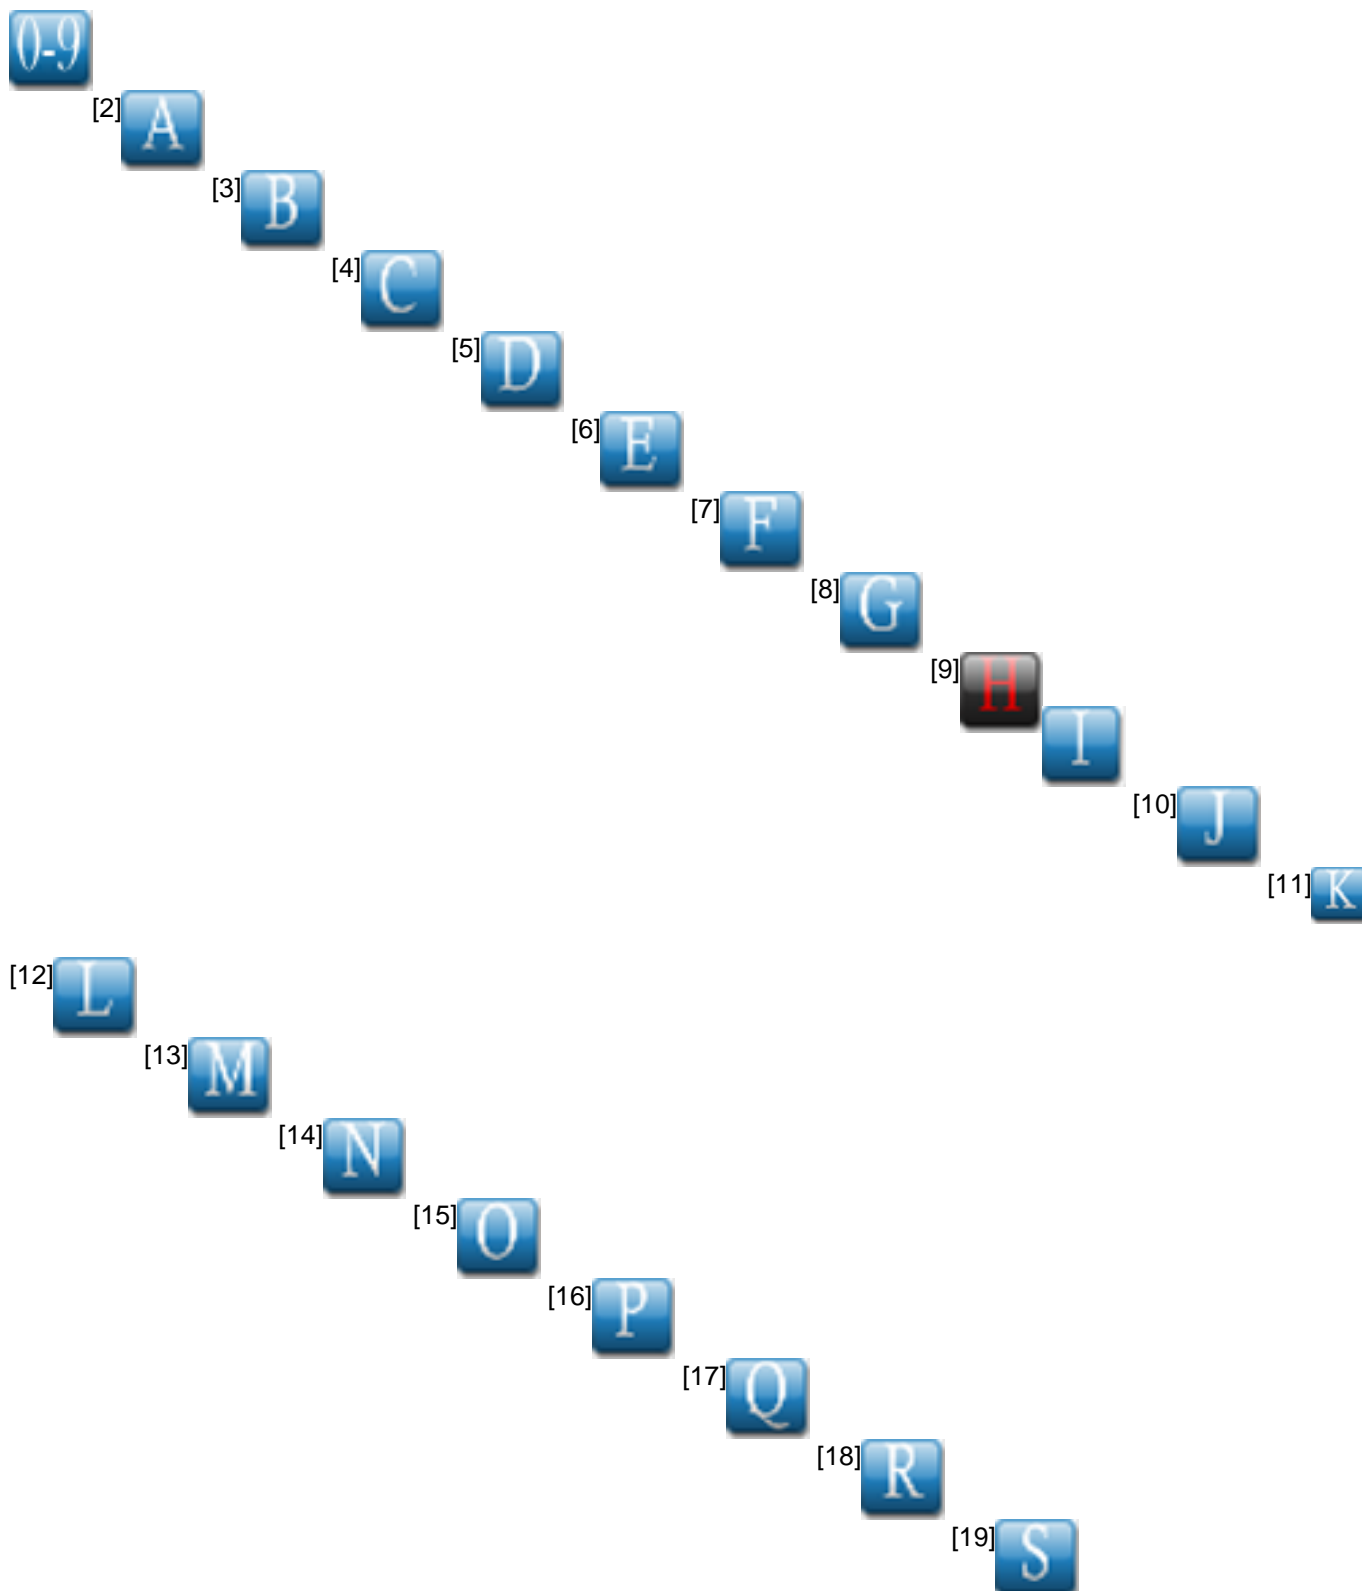 0-9
[2] A
[3] B
[4] C
[5] D
[6] E
[7] F
[8] G
[9] H
I
[10] J
[11] K
[12] L
[13] M
[14] N
[15] O
[16] P
[17] Q
[18] R
[19] S